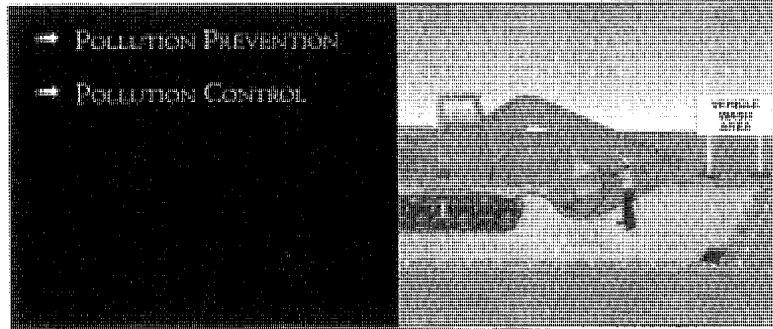 POLLUTION PREVENTION
POLLUTION CONTROL
VEHICLE
WASH
AREA